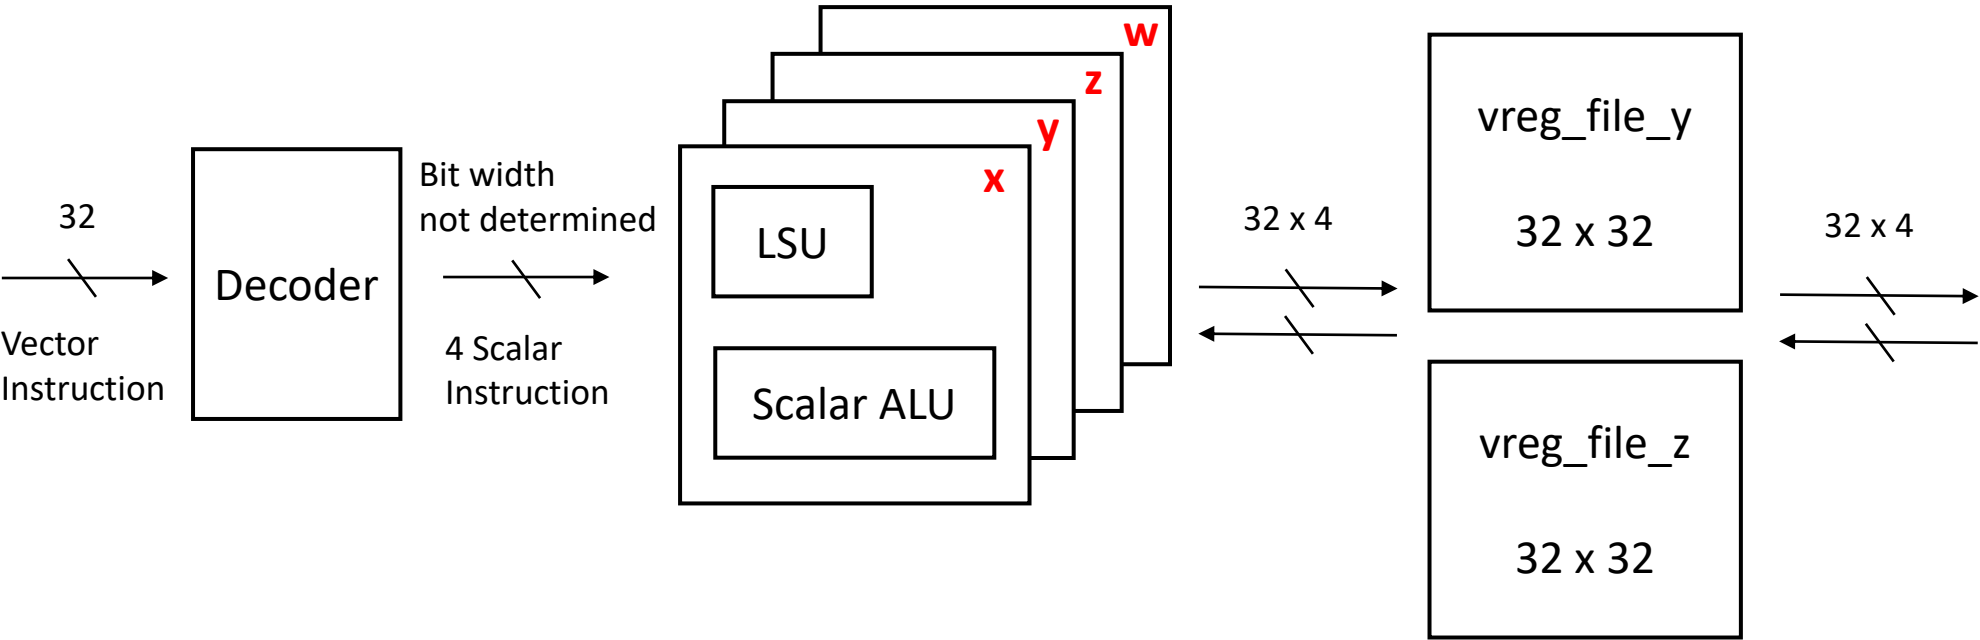 32
Vector
Instruction
Decoder
Bit width
not determined
4 Scalar
Instruction
w
z
y
x
LSU
Scalar ALU
32 x 4
vreg_file_y
32 x 32
vreg_file_z
32 x 32
32 x 4